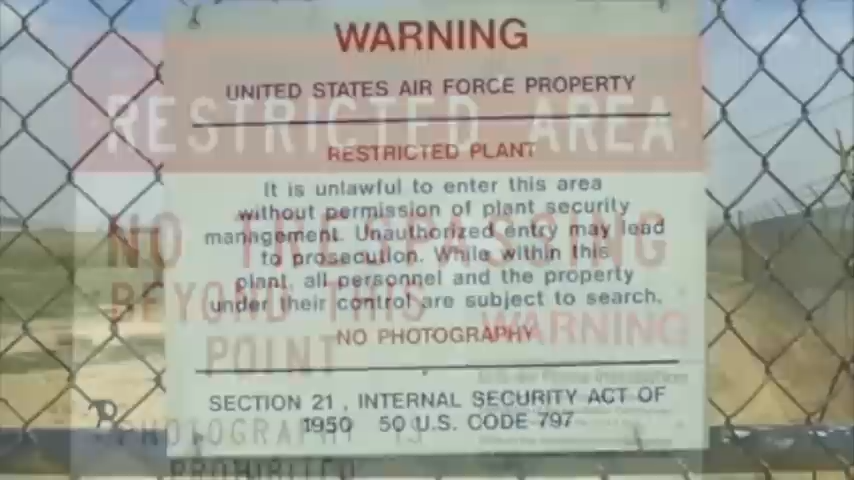 WARNING
UNITED STATES AIR FORCE PROPERTY
RESTRICTED AREA
RESTRICTED PLANT
It is unlawful to enter this area
without permission of plant security
management. Unauthorized entry may lead
to prosecution. While within this
plant, all personnel and the property
under their control are subject to search.
NO PHOTOGRAPHY
SECTION 21, INTERNAL SECURITY ACT OF
1950 50 U.S. CODE 797
NO TRESPASSING
BEYOND THIS
POINT
WARNING
PHOTOGRAPHY IS
PROHIBITED